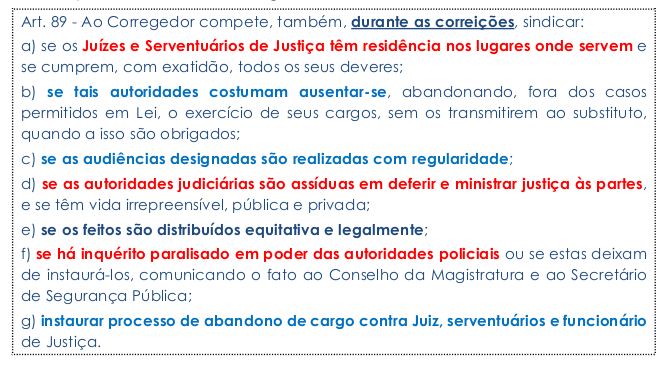 Art. 89 - Ao Corregedor compete, também, durante as correições, sindicar:
a) se os Juízes e Serventuários de Justiça têm residência nos lugares onde servem e
se cumprem, com exatidão, todos os seus deveres;
b) se tais autoridades costumam ausentar-se, abandonando, fora dos casos
permitidos em Lei, o exercício de seus cargos, sem os transmitirem ao substituto,
quando a isso são obrigados;
c) se as audiências designadas são realizadas com regularidade;
d) se as autoridades judiciárias são assíduas em deferir e ministrar justiça às partes,
e se têm vida irrepreensível, pública e privada;
e) se os feitos são distribuídos equitativa e legalmente;
f) se há inquérito paralisado em poder das autoridades policiais ou se estas deixam
de instaurá-los, comunicando o fato ao Conselho da Magistratura e ao Secretário
de Segurança Pública;
g) instaurar processo de abandono de cargo contra Juiz, serventuários e funcionário
de Justiça.